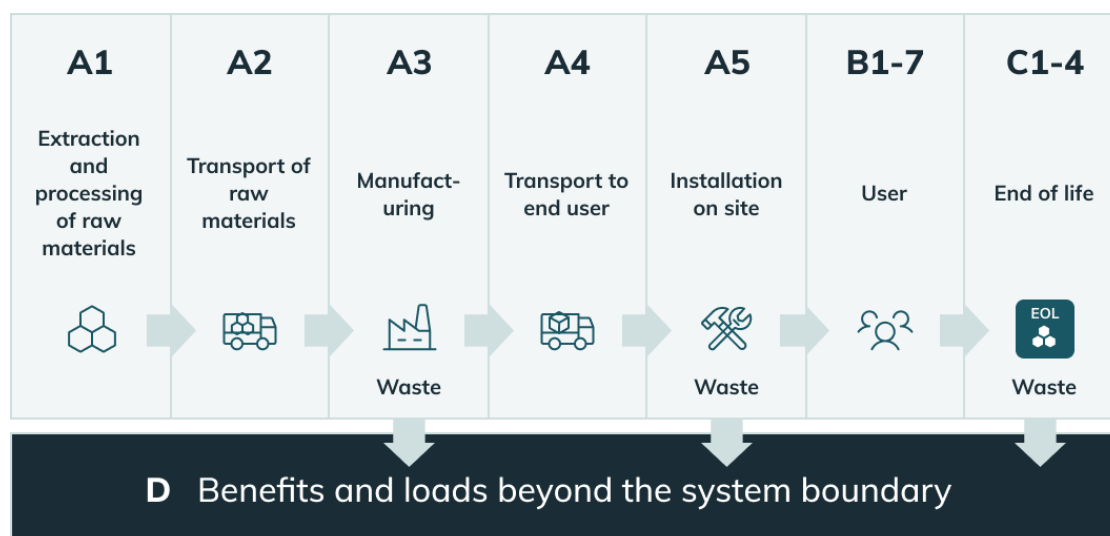 A1
Extraction
and
processing
of raw
materials
A2
Transport of
raw
materials
A3
Manufact-
uring
Waste
A4
Transport to
end user
A5
Installation
on site
Waste
B1-7
User
C1-4
End of life
EOL
Waste
D Benefits and loads beyond the system boundary